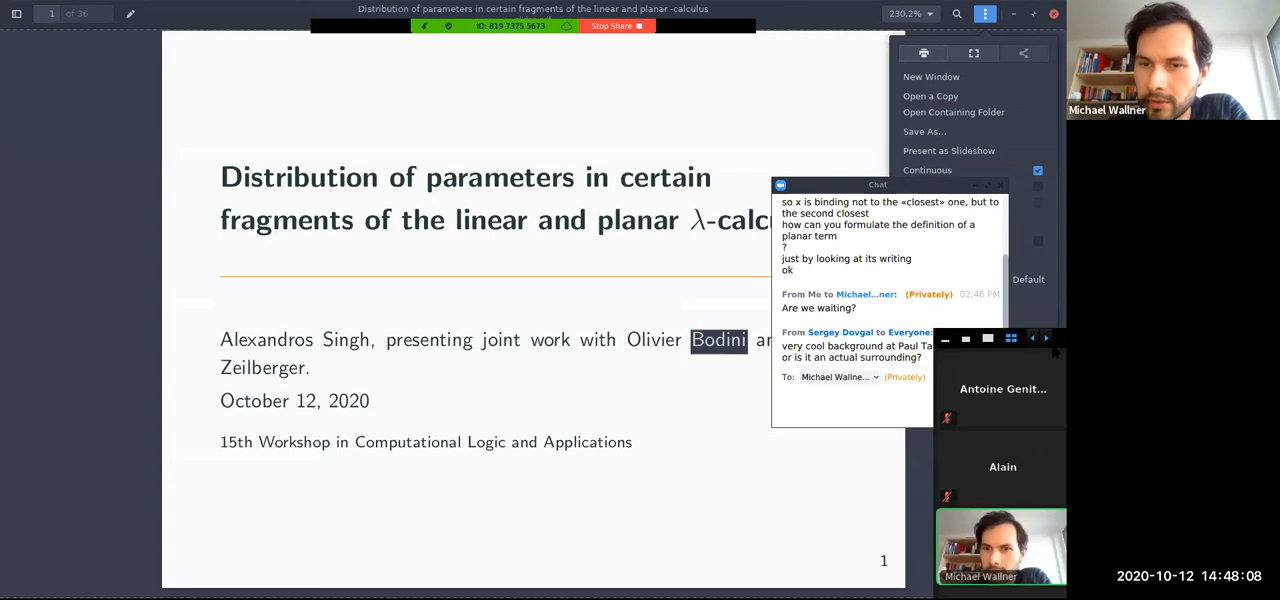 Distribution of parameters in certain fragments of the linear and planar -calculus
1 of 36
230.2%
ID: 819 7375 5673
Stop Share
New Window
Open a Copy
Open Containing Folder
Save As...
Present as Slideshow
Continuous
Default
Distribution of parameters in certain
fragments of the linear and planar λ-calc
Alexandros Singh, presenting joint work with Olivier Bodini an
Zeilberger.
October 12, 2020
15th Workshop in Computational Logic and Applications
1
Chat
so x is binding not to the «closest» one, but to
the second closest
how can you formulate the definition of a
planar term
?
just by looking at its writing
ok
From Me to Michael...ner: (Privately) 02:46 PM
Are we waiting?
From Sergey Dovgal to Everyone:
very cool background at Paul Ta
or is it an actual surrounding?
To: Michael Wallne... (Privately)
Antoine Genit...
Alain
Michael Wallner
Michael Wallner
2020-10-12 14:48:08